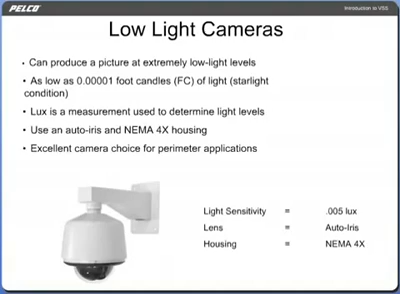 PELCO
Introduction to VSS
Low Light Cameras
• Can produce a picture at extremely low-light levels
• As low as 0.00001 foot candles (FC) of light (starlight
condition)
• Lux is a measurement used to determine light levels
• Use an auto-iris and NEMA 4X housing
• Excellent camera choice for perimeter applications
Light Sensitivity = .005 lux
Lens = Auto-Iris
Housing = NEMA 4X